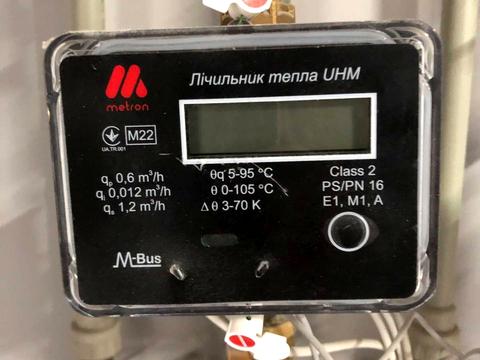 metron
Лічильник тепла UHM
M22
UA.TR.001
qp 0,6 m³/h
qi 0,012 m³/h
qs 1,2 m³/h
θq 5-95 °C
θ 0-105 °C
Δ θ 3-70 K
Class 2
PS/PN 16
E1, M1, A
M-Bus